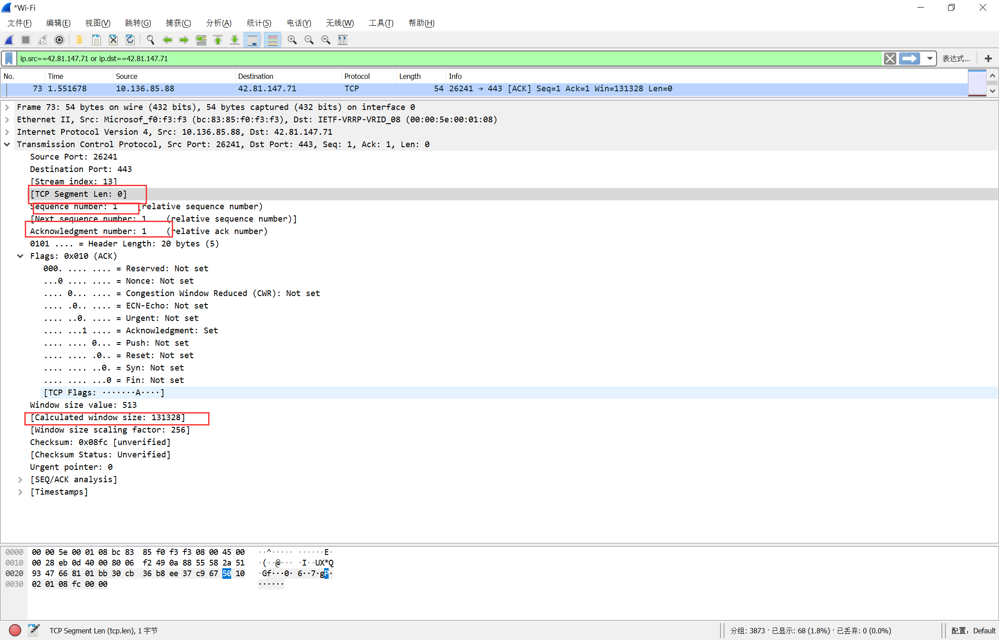 *Wi-Fi
文件(F) 编辑(E) 视图(V) 跳转(G) 捕获(C) 分析(A) 统计(S) 电话(Y) 无线(W) 工具(T) 帮助(H)
ip.src==42.81.147.71 or ip.dst==42.81.147.71 表达式…
No. Time Source Destination Protocol Length Info
73 1.551678 10.136.85.88 42.81.147.71 TCP 54 26241 → 443 [ACK] Seq=1 Ack=1 Win=131328 Len=0
Frame 73: 54 bytes on wire (432 bits), 54 bytes captured (432 bits) on interface 0
Ethernet II, Src: Microsof_f0:f3:f3 (bc:83:85:f0:f3:f3), Dst: IETF-VRRP-VRID_08 (00:00:5e:00:01:08)
Internet Protocol Version 4, Src: 10.136.85.88, Dst: 42.81.147.71
Transmission Control Protocol, Src Port: 26241, Dst Port: 443, Seq: 1, Ack: 1, Len: 0
Source Port: 26241
Destination Port: 443
[Stream index: 13]
[TCP Segment Len: 0]
Sequence number: 1 (relative sequence number)
[Next sequence number: 1 (relative sequence number)]
Acknowledgment number: 1 (relative ack number)
0101 .... = Header Length: 20 bytes (5)
Flags: 0x010 (ACK)
000. .... .... = Reserved: Not set
...0 .... .... = Nonce: Not set
.... 0... .... = Congestion Window Reduced (CWR): Not set
.... .0.. .... = ECN-Echo: Not set
.... ..0. .... = Urgent: Not set
.... ...1 .... = Acknowledgment: Set
.... .... 0... = Push: Not set
.... .... .0.. = Reset: Not set
.... .... ..0. = Syn: Not set
.... .... ...0 = Fin: Not set
[TCP Flags: ·······A····]
Window size value: 513
[Calculated window size: 131328]
[Window size scaling factor: 256]
Checksum: 0x08fc [unverified]
[Checksum Status: Unverified]
Urgent pointer: 0
[SEQ/ACK analysis]
[Timestamps]
0000 00 00 5e 00 01 08 bc 83 85 f0 f3 f3 08 00 45 00 ··^····· ······E·
0010 00 28 eb 0d 40 00 80 06 f2 49 0a 88 55 58 2a 51 ·(··@··· ·I··UX*Q
0020 93 47 66 81 01 bb 30 cb 36 b8 ee 37 c9 67 50 10 ·Gf···0· 6··7·gP·
0030 02 01 08 fc 00 00 ······
TCP Segment Len (tcp.len), 1 字节 分组: 3873 · 已显示: 68 (1.8%) · 已丢弃: 0 (0.0%) 配置：Default